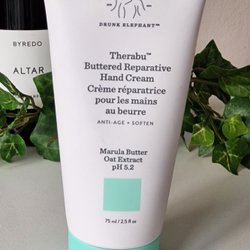 DRUNK ELEPHANT™
Therabu™
Buttered Reparative
Hand Cream
Crème réparatrice
pour les mains
au beurre
ANTI-AGE + SOFTEN
Marula Butter
Oat Extract
pH 5.2
75 ml / 2.5 fl oz
BYREDO
ALTAR